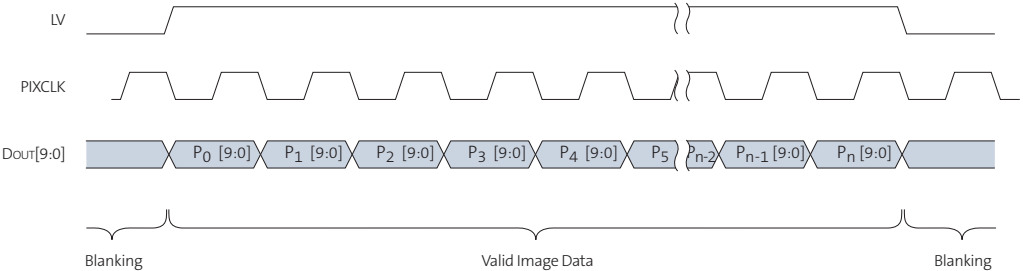 LV
PIXCLK
DOUT[9:0] P0 [9:0] P1 [9:0] P2 [9:0] P3 [9:0] P4 [9:0] P5 Pn-2 Pn-1 [9:0] Pn [9:0]
Blanking Valid Image Data Blanking